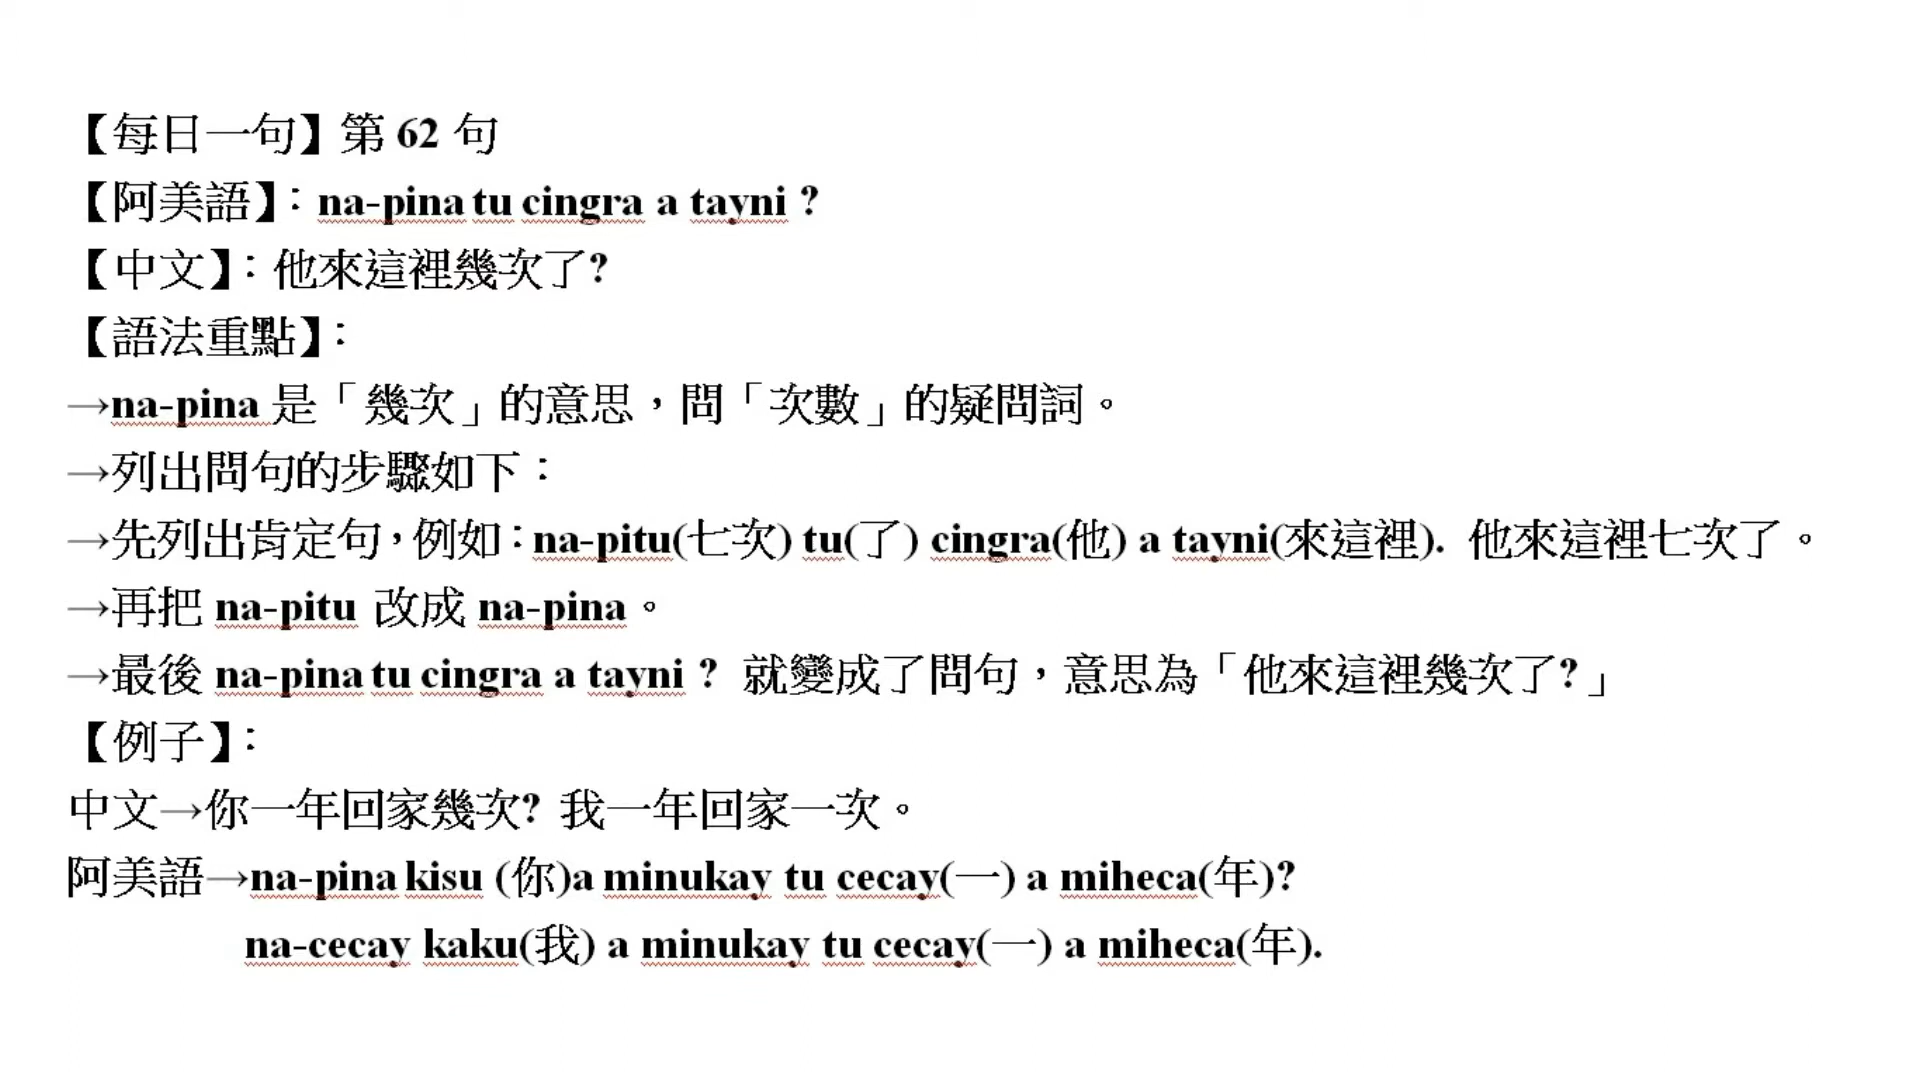 【每日一句】第 62 句
【阿美語】：na-pina tu cingra a tayni ?
【中文】：他來這裡幾次了?
【語法重點】：
→na-pina 是「幾次」的意思，問「次數」的疑問詞。
→列出問句的步驟如下：
→先列出肯定句，例如：na-pitu(七次) tu(了) cingra(他) a tayni(來這裡). 他來這裡七次了。
→再把 na-pitu 改成 na-pina。
→最後 na-pina tu cingra a tayni ? 就變成了問句，意思為「他來這裡幾次了?」
【例子】：
中文→你一年回家幾次? 我一年回家一次。
阿美語→na-pina kisu (你)a minukay tu cecay(一) a miheca(年)?
na-cecay kaku(我) a minukay tu cecay(一) a miheca(年).